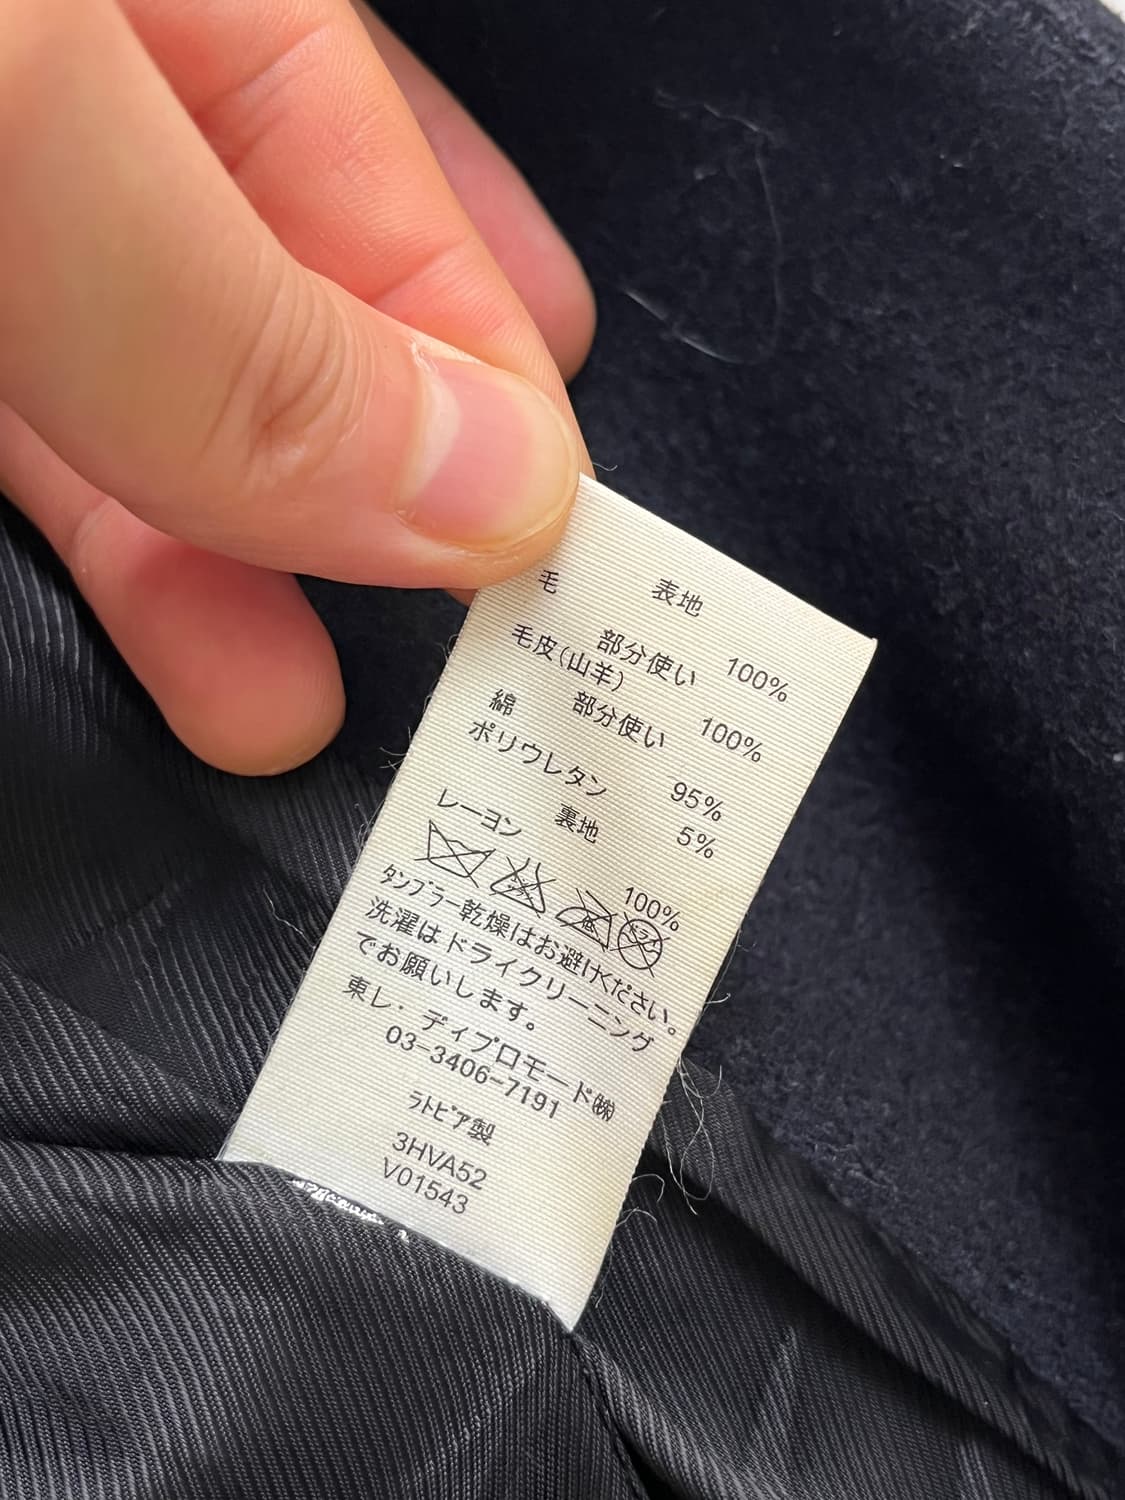 表地
毛 100%
部分使い
毛皮(山羊) 100%
部分使い
綿 95%
ポリウレタン 5%
裏地
レーヨン 100%
タンブラー乾燥はお避けください。
洗濯はドライクリーニング
でお願いします。
東レ・ディプロモード㈱
03-3406-7191
ラトビア製
3HVA52
V01543